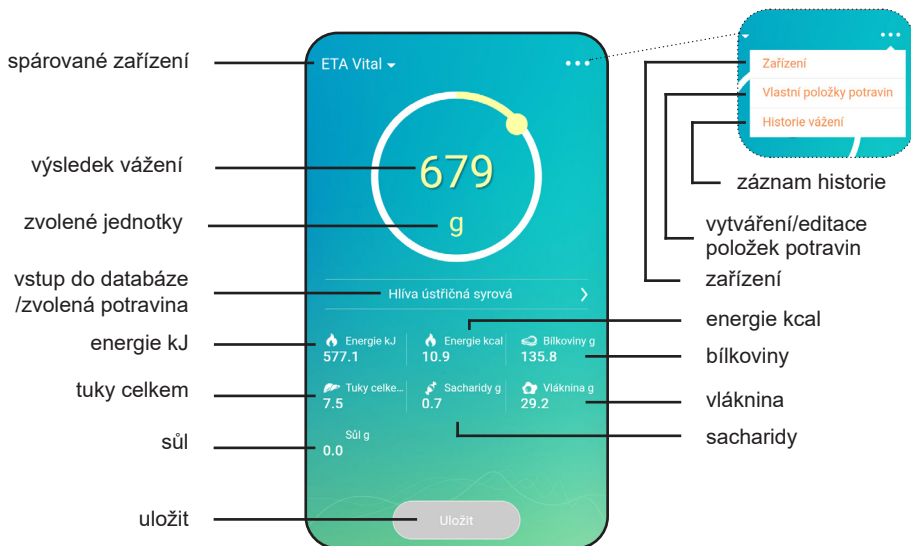 spárované zařízení
výsledek vážení
zvolené jednotky
vstup do databáze
/zvolená potravina
energie kJ
tuky celkem
sůl
uložit
ETA Vital
679
g
Hlíva ústřičná syrová
Energie kJ
577.1
Energie kcal
10.9
Bílkoviny g
135.8
Tuky celke...
7.5
Sacharidy g
0.7
Vláknina g
29.2
Sůl g
0.0
Uložit
Zařízení
Vlastní položky potravin
Historie vážení
záznam historie
vytváření/editace
položek potravin
zařízení
energie kcal
bílkoviny
vláknina
sacharidy